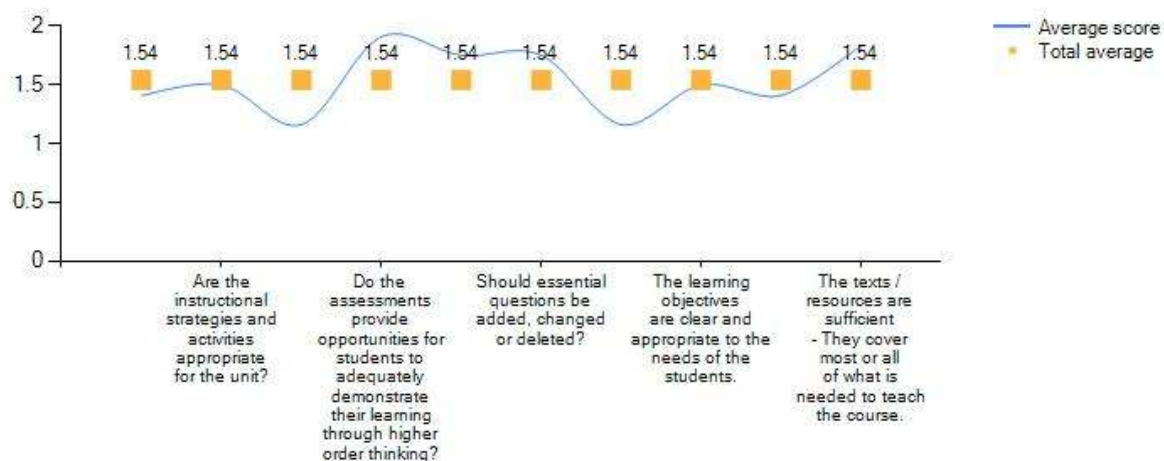 2
1.5
1
0.5
0
1.54 1.54 1.54 1.54 1.54 1.54 1.54 1.54 1.54 1.54
Average score
Total average
Are the
instructional
strategies and
activities
appropriate
for the unit?
Do the
assessments
provide
opportunities for
students to
adequately
demonstrate
their learning
through higher
order thinking?
Should essential
questions be
added, changed
or deleted?
The learning
objectives
are clear and
appropriate to the
needs of the
students.
The texts /
resources are
sufficient
- They cover
most or all
of what is
needed to teach
the course.